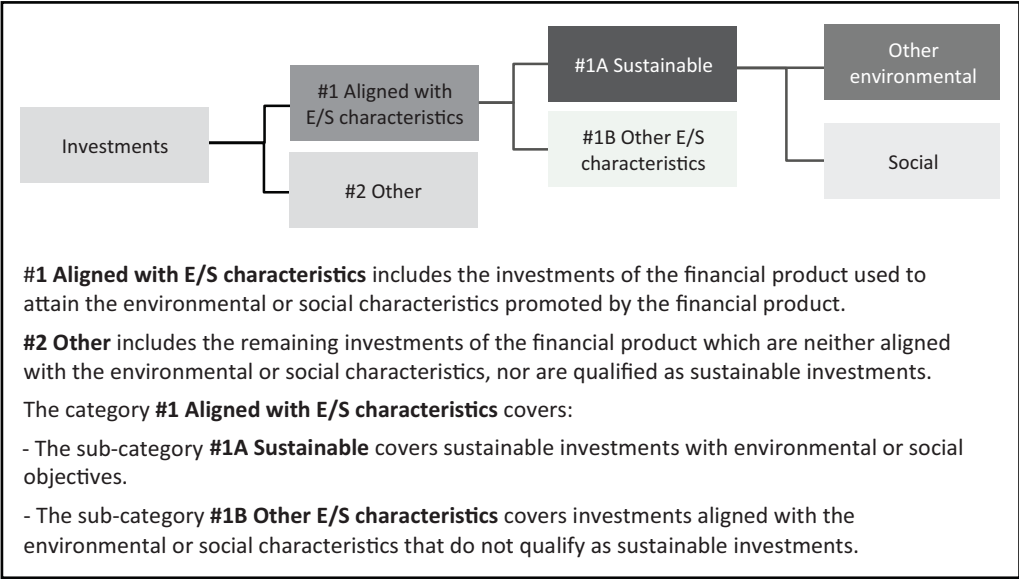 Investments
#1 Aligned with
E/S characteristics
#2 Other
#1A Sustainable
#1B Other E/S
characteristics
Other
environmental
Social
#1 Aligned with E/S characteristics includes the investments of the financial product used to
attain the environmental or social characteristics promoted by the financial product.
#2 Other includes the remaining investments of the financial product which are neither aligned
with the environmental or social characteristics, nor are qualified as sustainable investments.
The category #1 Aligned with E/S characteristics covers:
- The sub-category #1A Sustainable covers sustainable investments with environmental or social
objectives.
- The sub-category #1B Other E/S characteristics covers investments aligned with the
environmental or social characteristics that do not qualify as sustainable investments.